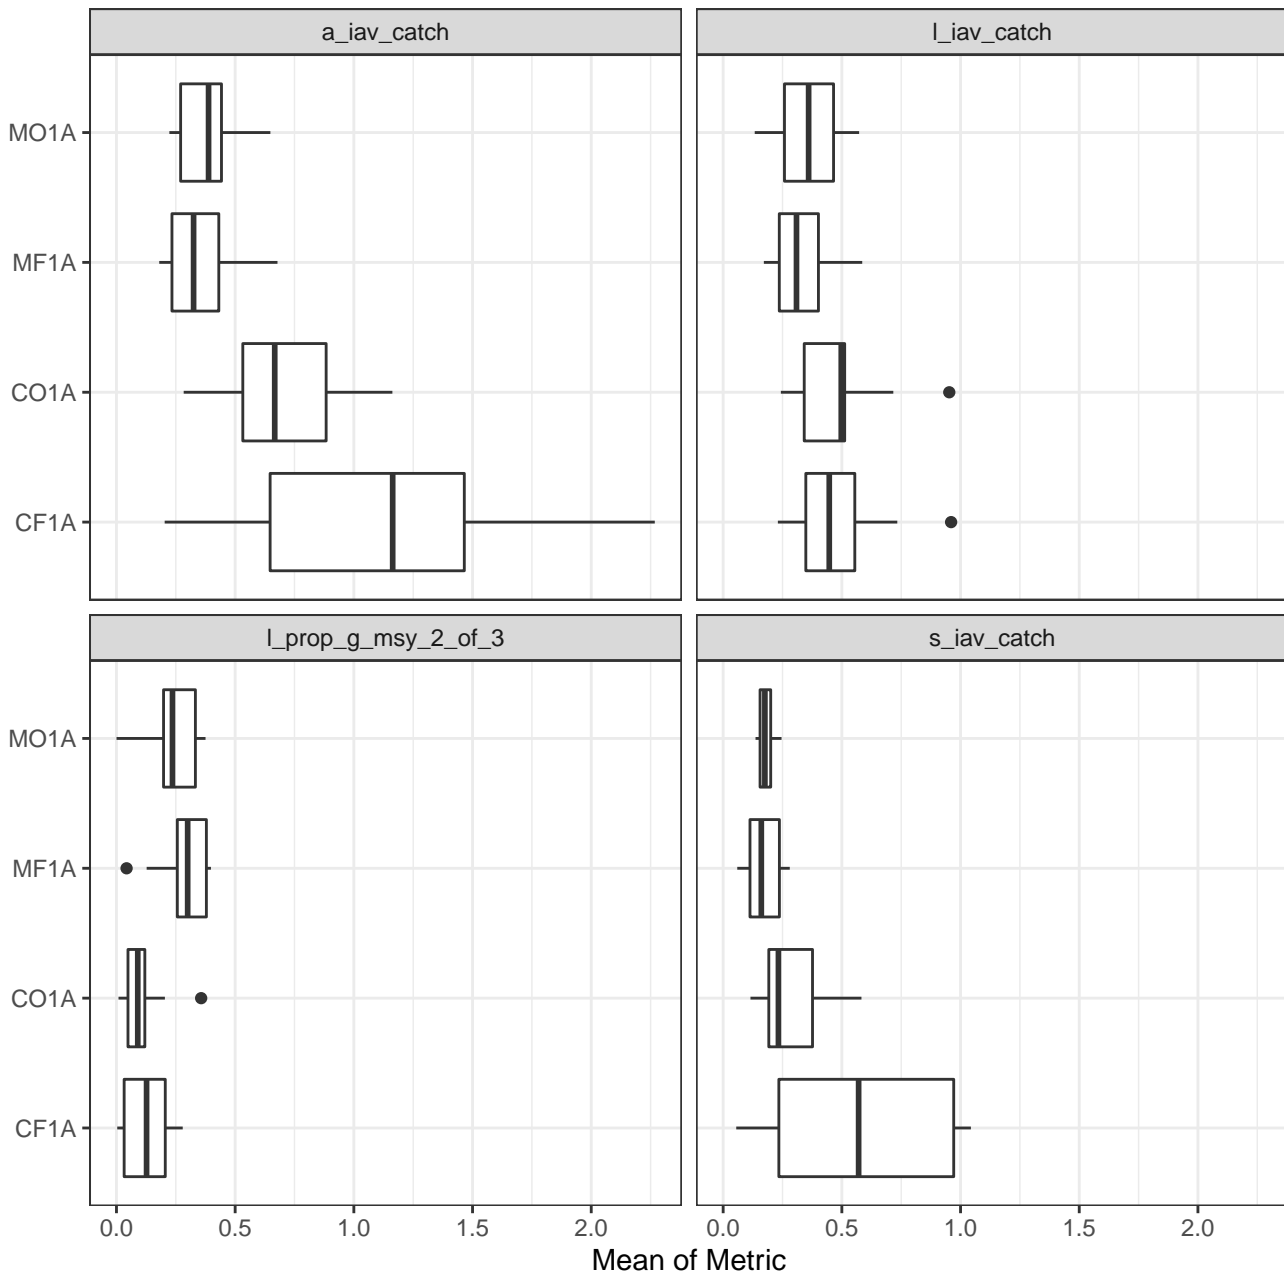 a_iav_catch
l_iav_catch
MO1A
MF1A
CO1A
CF1A
l_prop_g_msy_2_of_3
s_iav_catch
MO1A
MF1A
CO1A
CF1A
0.0 0.5 1.0 1.5 2.0
0.0 0.5 1.0 1.5 2.0
Mean of Metric